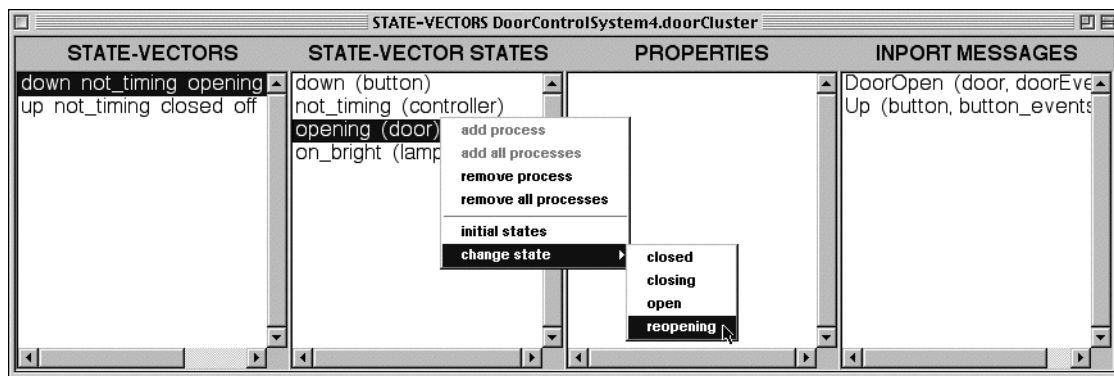 STATE-VECTORS DoorControlSystem4.doorCluster
STATE-VECTORS
STATE-VECTOR STATES
PROPERTIES
INPORT MESSAGES
down not_timing opening
up not_timing closed off
down (button)
not_timing (controller)
opening (door)
on_bright (lamp
DoorOpen (door, doorEve
Up (button, button_events
add process
add all processes
remove process
remove all processes
initial states
change state
closed
closing
open
reopening